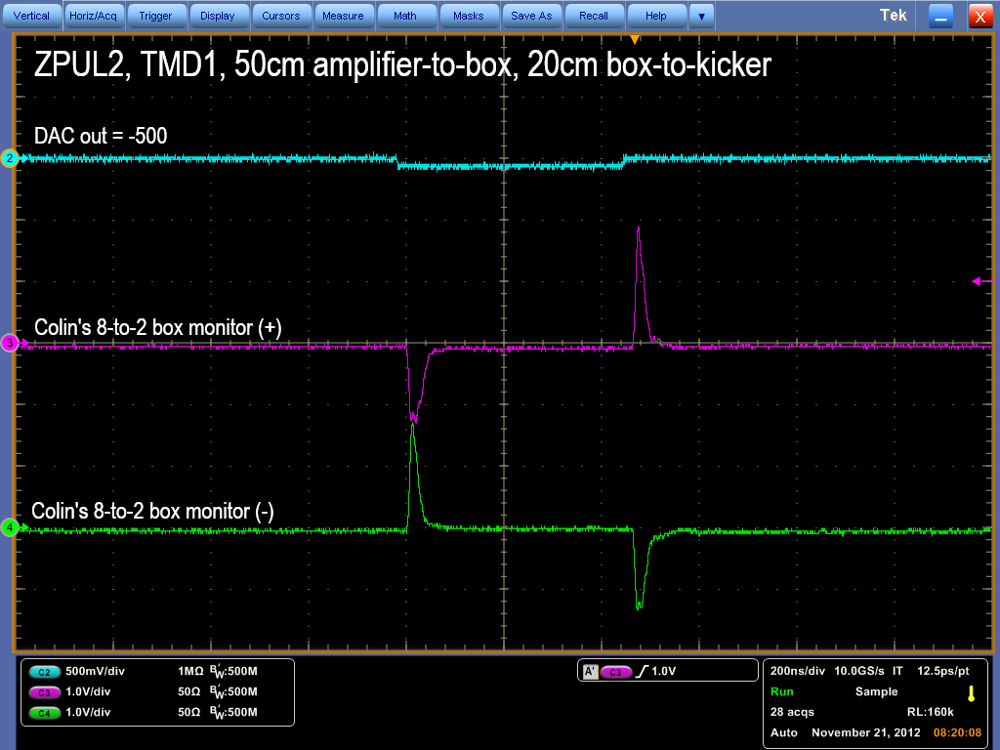 Vertical Horiz/Acq Trigger Display Cursors Measure Math Masks Save As Recall Help Tek X
ZPUL2, TMD1, 50cm amplifier-to-box, 20cm box-to-kicker
DAC out = -500
2
Colin's 8-to-2 box monitor (+)
3
Colin's 8-to-2 box monitor (-)
4
C2 500mV/div 1MΩ BW:500M
C3 1.0V/div 50Ω BW:500M
C4 1.0V/div 50Ω BW:500M
A' C3 1.0V
200ns/div 10.0GS/s IT 12.5ps/pt
Run Sample
28 acqs RL:160k
Auto November 21, 2012 08:20:08